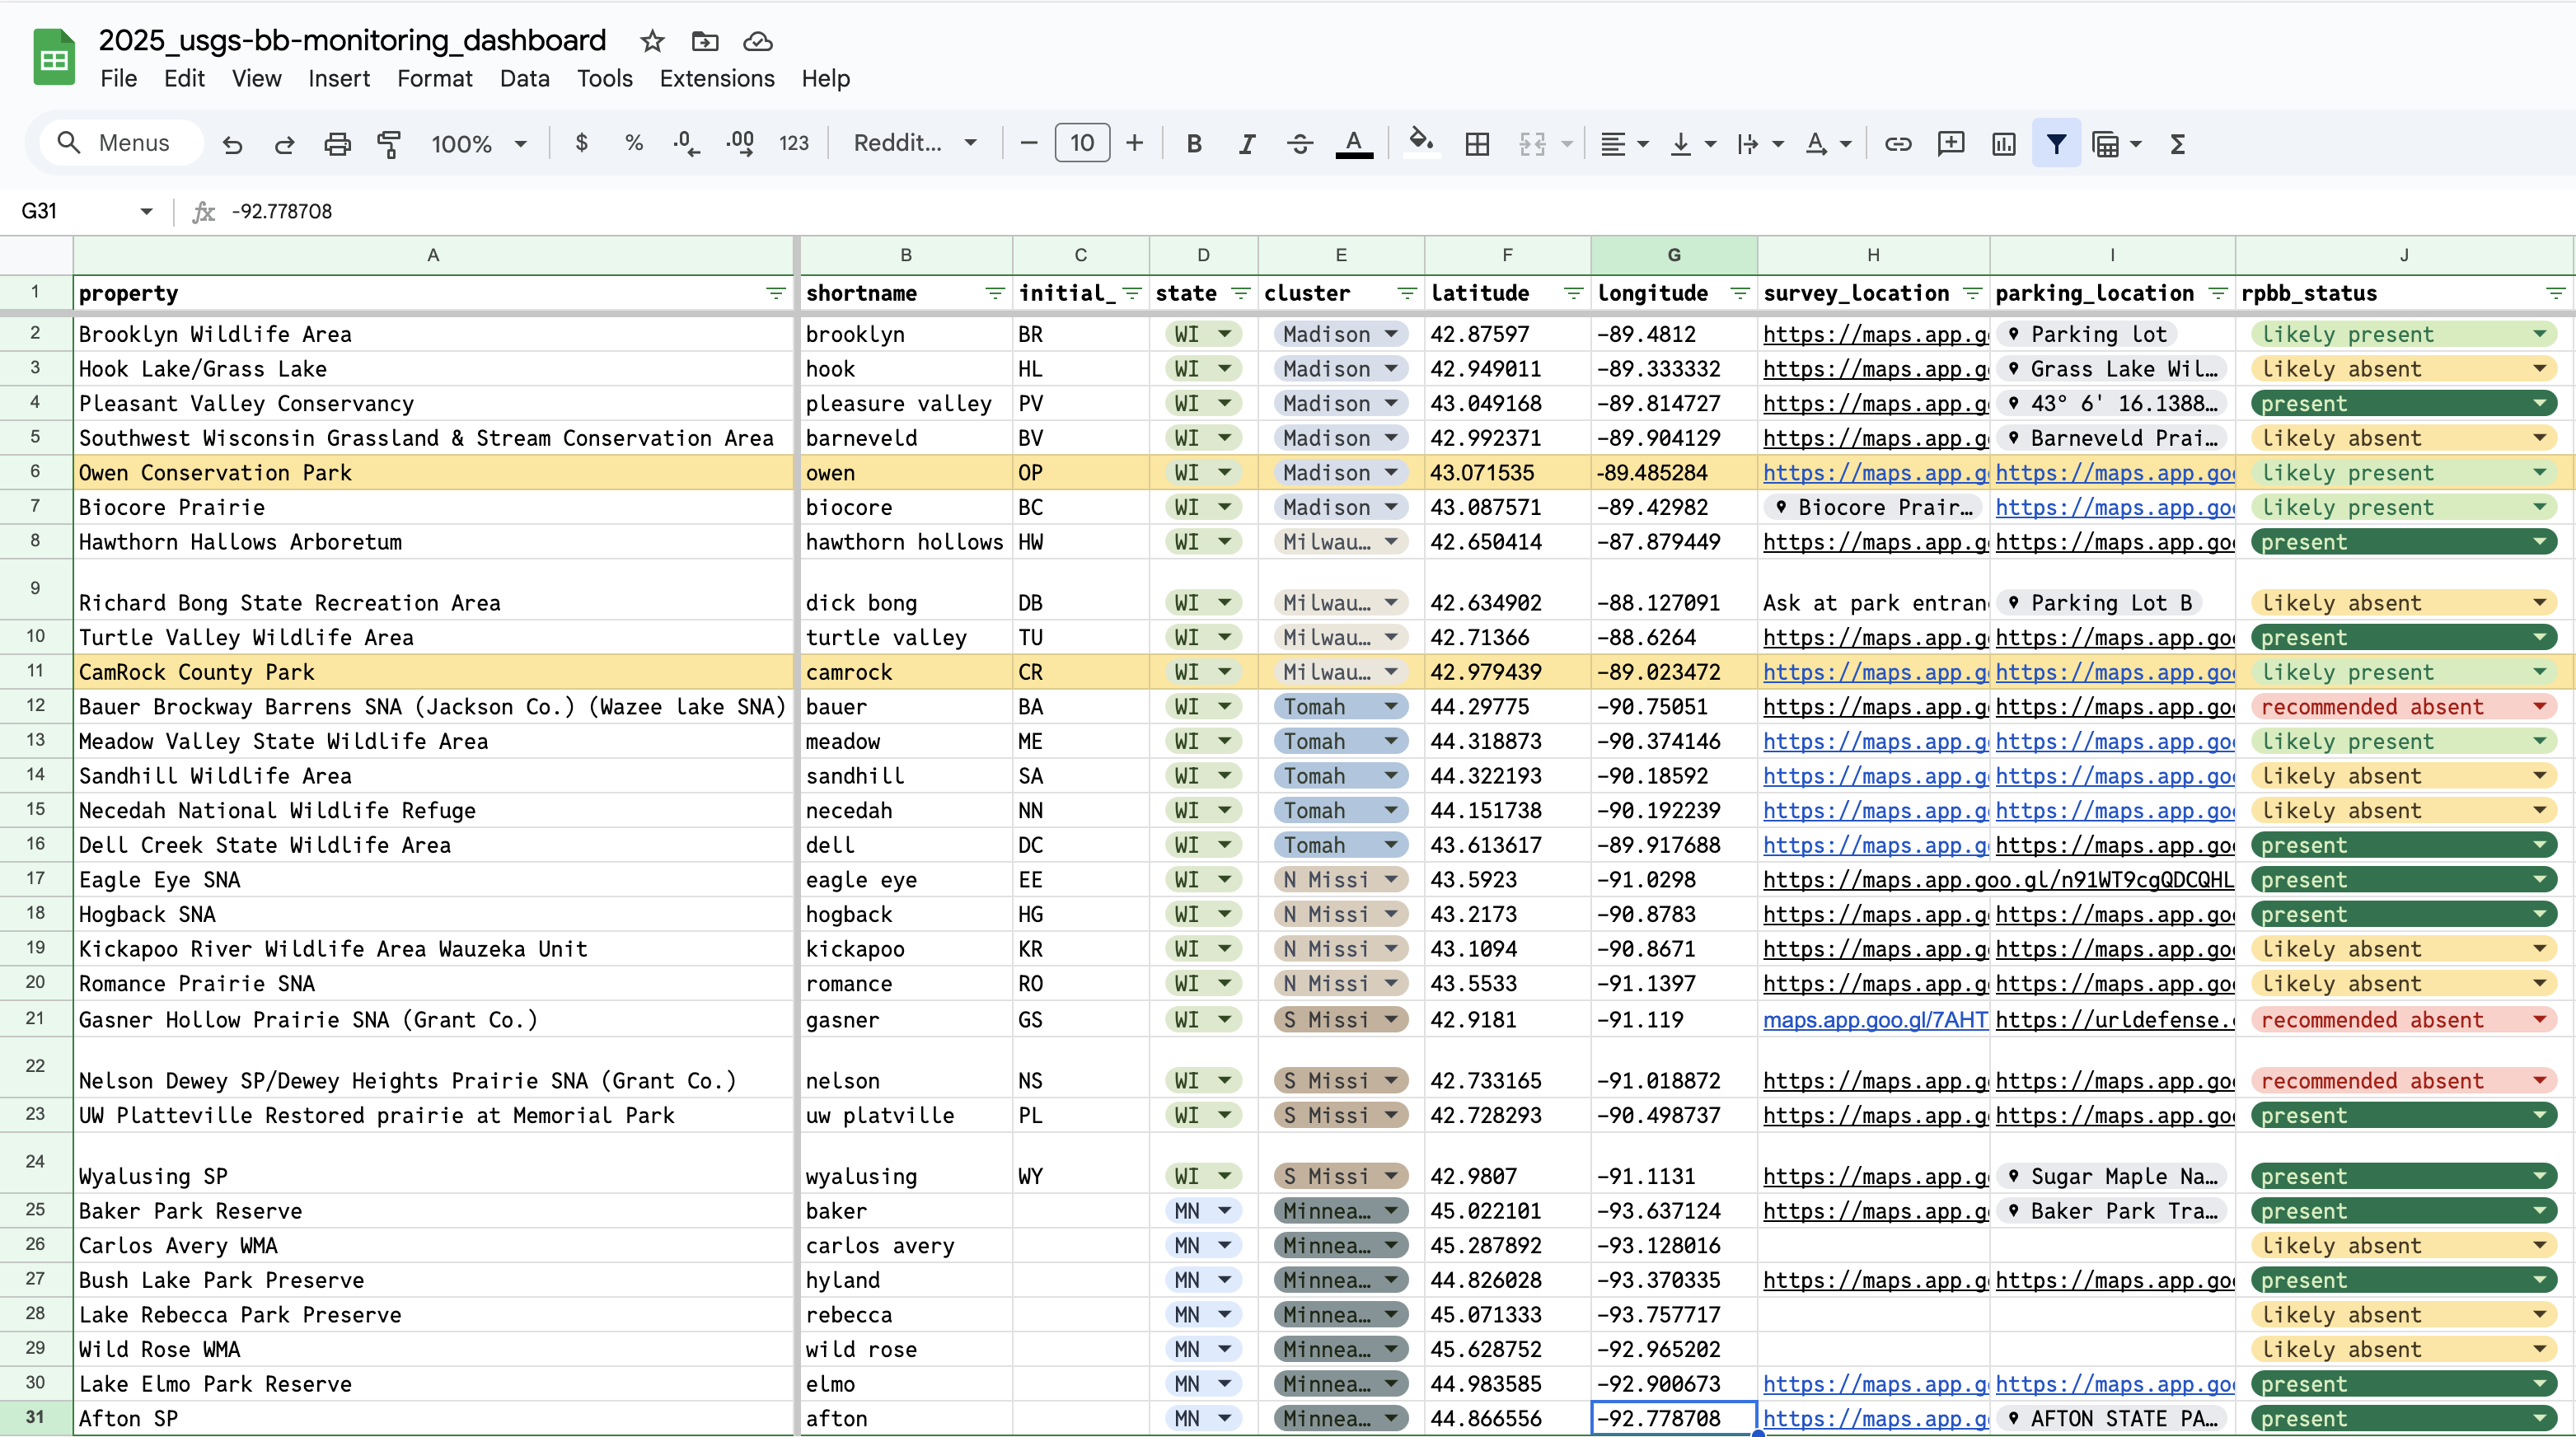 2025_usgs-bb-monitoring_dashboard
File Edit View Insert Format Data Tools Extensions Help
Menus 100% $ % .0 .00 123 Reddit... 10 B I A A Σ
G31 fx -92.778708
A B C D E F G H I J
1 property shortname initial_ state cluster latitude longitude survey_location parking_location rpbb_status
2 Brooklyn Wildlife Area brooklyn BR WI Madison 42.87597 -89.4812 https://maps.app.g Parking lot likely present
3 Hook Lake/Grass Lake hook HL WI Madison 42.949011 -89.333332 https://maps.app.g Grass Lake Wil... likely absent
4 Pleasant Valley Conservancy pleasure valley PV WI Madison 43.049168 -89.814727 https://maps.app.g 43° 6' 16.1388... present
5 Southwest Wisconsin Grassland & Stream Conservation Area barneveld BV WI Madison 42.992371 -89.904129 https://maps.app.g Barneveld Prai... likely absent
6 Owen Conservation Park owen OP WI Madison 43.071535 -89.485284 https://maps.app.g https://maps.app.goo likely present
7 Biocore Prairie biocore BC WI Madison 43.087571 -89.42982 Biocore Prair... https://maps.app.goo likely present
8 Hawthorn Hallows Arboretum hawthorn hollows HW WI Milwau... 42.650414 -87.879449 https://maps.app.g https://maps.app.goo present
9 Richard Bong State Recreation Area dick bong DB WI Milwau... 42.634902 -88.127091 Ask at park entran Parking Lot B likely absent
10 Turtle Valley Wildlife Area turtle valley TU WI Milwau... 42.71366 -88.6264 https://maps.app.g https://maps.app.goo present
11 CamRock County Park camrock CR WI Milwau... 42.979439 -89.023472 https://maps.app.g https://maps.app.goo likely present
12 Bauer Brockway Barrens SNA (Jackson Co.) (Wazee lake SNA) bauer BA WI Tomah 44.29775 -90.75051 https://maps.app.g https://maps.app.goo recommended absent
13 Meadow Valley State Wildlife Area meadow ME WI Tomah 44.318873 -90.374146 https://maps.app.g https://maps.app.goo likely present
14 Sandhill Wildlife Area sandhill SA WI Tomah 44.322193 -90.18592 https://maps.app.g https://maps.app.goo likely absent
15 Necedah National Wildlife Refuge necedah NN WI Tomah 44.151738 -90.192239 https://maps.app.g https://maps.app.goo likely absent
16 Dell Creek State Wildlife Area dell DC WI Tomah 43.613617 -89.917688 https://maps.app.g https://maps.app.goo present
17 Eagle Eye SNA eagle eye EE WI N Missi 43.5923 -91.0298 https://maps.app.goo.gl/n91WT9cgQDCQHL present
18 Hogback SNA hogback HG WI N Missi 43.2173 -90.8783 https://maps.app.g https://maps.app.goo present
19 Kickapoo River Wildlife Area Wauzeka Unit kickapoo KR WI N Missi 43.1094 -90.8671 https://maps.app.g https://maps.app.goo likely absent
20 Romance Prairie SNA romance RO WI N Missi 43.5533 -91.1397 https://maps.app.g https://maps.app.goo likely absent
21 Gasner Hollow Prairie SNA (Grant Co.) gasner GS WI S Missi 42.9181 -91.119 maps.app.goo.gl/7AHT https://urldefense. recommended absent
22 Nelson Dewey SP/Dewey Heights Prairie SNA (Grant Co.) nelson NS WI S Missi 42.733165 -91.018872 https://maps.app.g https://maps.app.goo recommended absent
23 UW Platteville Restored prairie at Memorial Park uw platville PL WI S Missi 42.728293 -90.498737 https://maps.app.g https://maps.app.goo present
24 Wyalusing SP wyalusing WY WI S Missi 42.9807 -91.1131 https://maps.app.g Sugar Maple Na... present
25 Baker Park Reserve baker MN Minnea... 45.022101 -93.637124 https://maps.app.g Baker Park Tra... present
26 Carlos Avery WMA carlos avery MN Minnea... 45.287892 -93.128016 likely absent
27 Bush Lake Park Preserve hyland MN Minnea... 44.826028 -93.370335 https://maps.app.g https://maps.app.goo present
28 Lake Rebecca Park Preserve rebecca MN Minnea... 45.071333 -93.757717 likely absent
29 Wild Rose WMA wild rose MN Minnea... 45.628752 -92.965202 likely absent
30 Lake Elmo Park Reserve elmo MN Minnea... 44.983585 -92.900673 https://maps.app.g https://maps.app.goo present
31 Afton SP afton MN Minnea... 44.866556 -92.778708 https://maps.app.g AFTON STATE PA... present